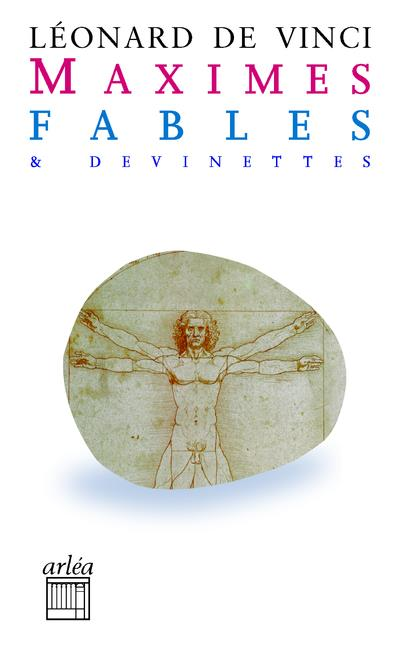 LÉONARD DE VINCI
MAXIMES
FABLES
& DEVINETTES
arléa